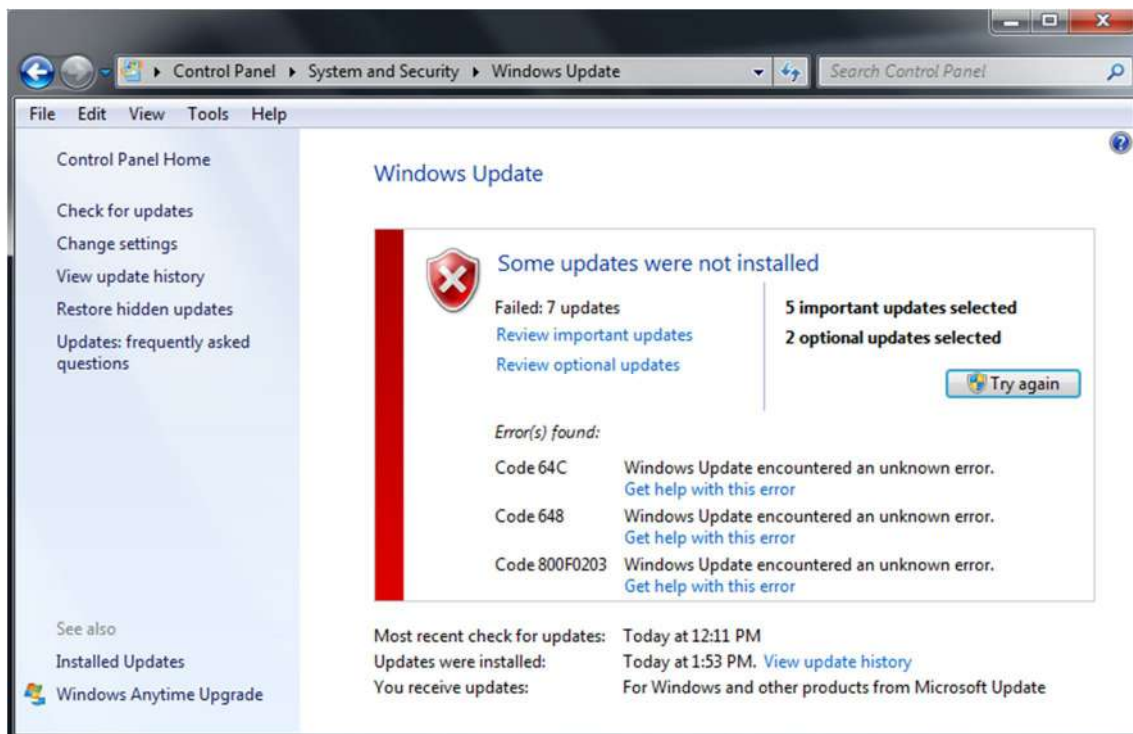 Control Panel System and Security Windows Update
Search Control Panel
File Edit View Tools Help
Control Panel Home
Check for updates
Change settings
View update history
Restore hidden updates
Updates: frequently asked
questions
See also
Installed Updates
Windows Anytime Upgrade
Windows Update
Some updates were not installed
Failed: 7 updates
Review important updates
Review optional updates
5 important updates selected
2 optional updates selected
Try again
Error(s) found:
Code 64C Windows Update encountered an unknown error.
Get help with this error
Code 648 Windows Update encountered an unknown error.
Get help with this error
Code 800F0203 Windows Update encountered an unknown error.
Get help with this error
Most recent check for updates: Today at 12:11 PM
Updates were installed: Today at 1:53 PM. View update history
You receive updates: For Windows and other products from Microsoft Update